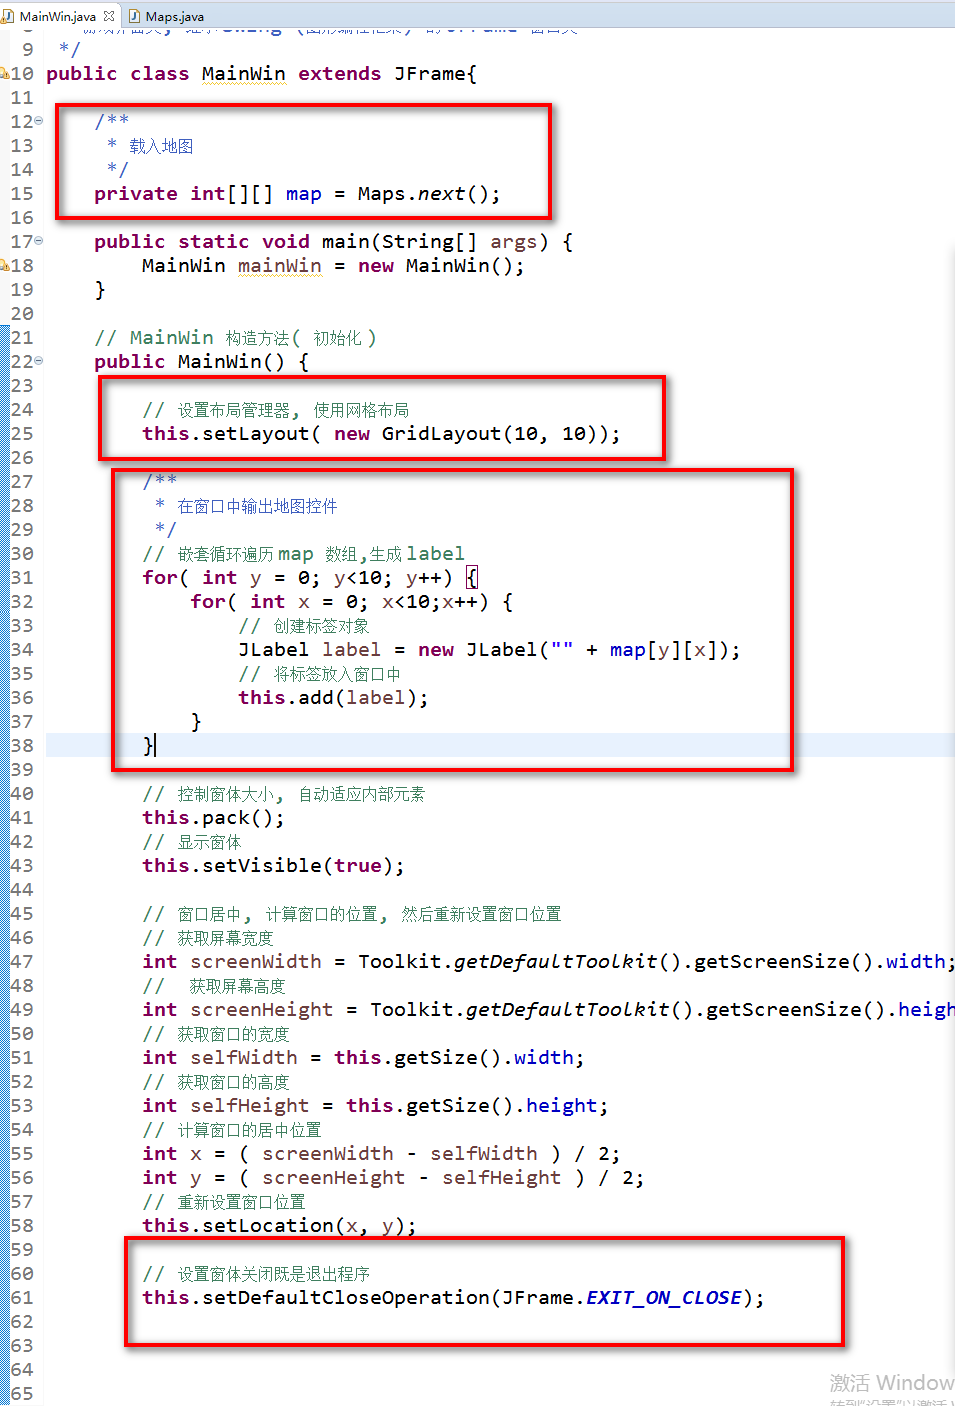 MainWin.java Maps.java
8
9 */
10 public class MainWin extends JFrame{
11
12 /**
13 * 载入地图
14 */
15 private int[][] map = Maps.next();
16
17 public static void main(String[] args) {
18 MainWin mainWin = new MainWin();
19 }
20
21 // MainWin 构造方法( 初始化 )
22 public MainWin() {
23
24 // 设置布局管理器, 使用网格布局
25 this.setLayout( new GridLayout(10, 10));
26
27 /**
28 * 在窗口中输出地图控件
29 */
30 // 嵌套循环遍历 map 数组,生成 label
31 for( int y = 0; y<10; y++) {
32 for( int x = 0; x<10;x++) {
33 // 创建标签对象
34 JLabel label = new JLabel("" + map[y][x]);
35 // 将标签放入窗口中
36 this.add(label);
37 }
38 }
39
40 // 控制窗体大小, 自动适应内部元素
41 this.pack();
42 // 显示窗体
43 this.setVisible(true);
44
45 // 窗口居中, 计算窗口的位置, 然后重新设置窗口位置
46 // 获取屏幕宽度
47 int screenWidth = Toolkit.getDefaultToolkit().getScreenSize().width;
48 // 获取屏幕高度
49 int screenHeight = Toolkit.getDefaultToolkit().getScreenSize().heigh
50 // 获取窗口的宽度
51 int selfWidth = this.getSize().width;
52 // 获取窗口的高度
53 int selfHeight = this.getSize().height;
54 // 计算窗口的居中位置
55 int x = ( screenWidth - selfWidth ) / 2;
56 int y = ( screenHeight - selfHeight ) / 2;
57 // 重新设置窗口位置
58 this.setLocation(x, y);
59
60 // 设置窗体关闭既是退出程序
61 this.setDefaultCloseOperation(JFrame.EXIT_ON_CLOSE);
62
63
64
65
激活 Window